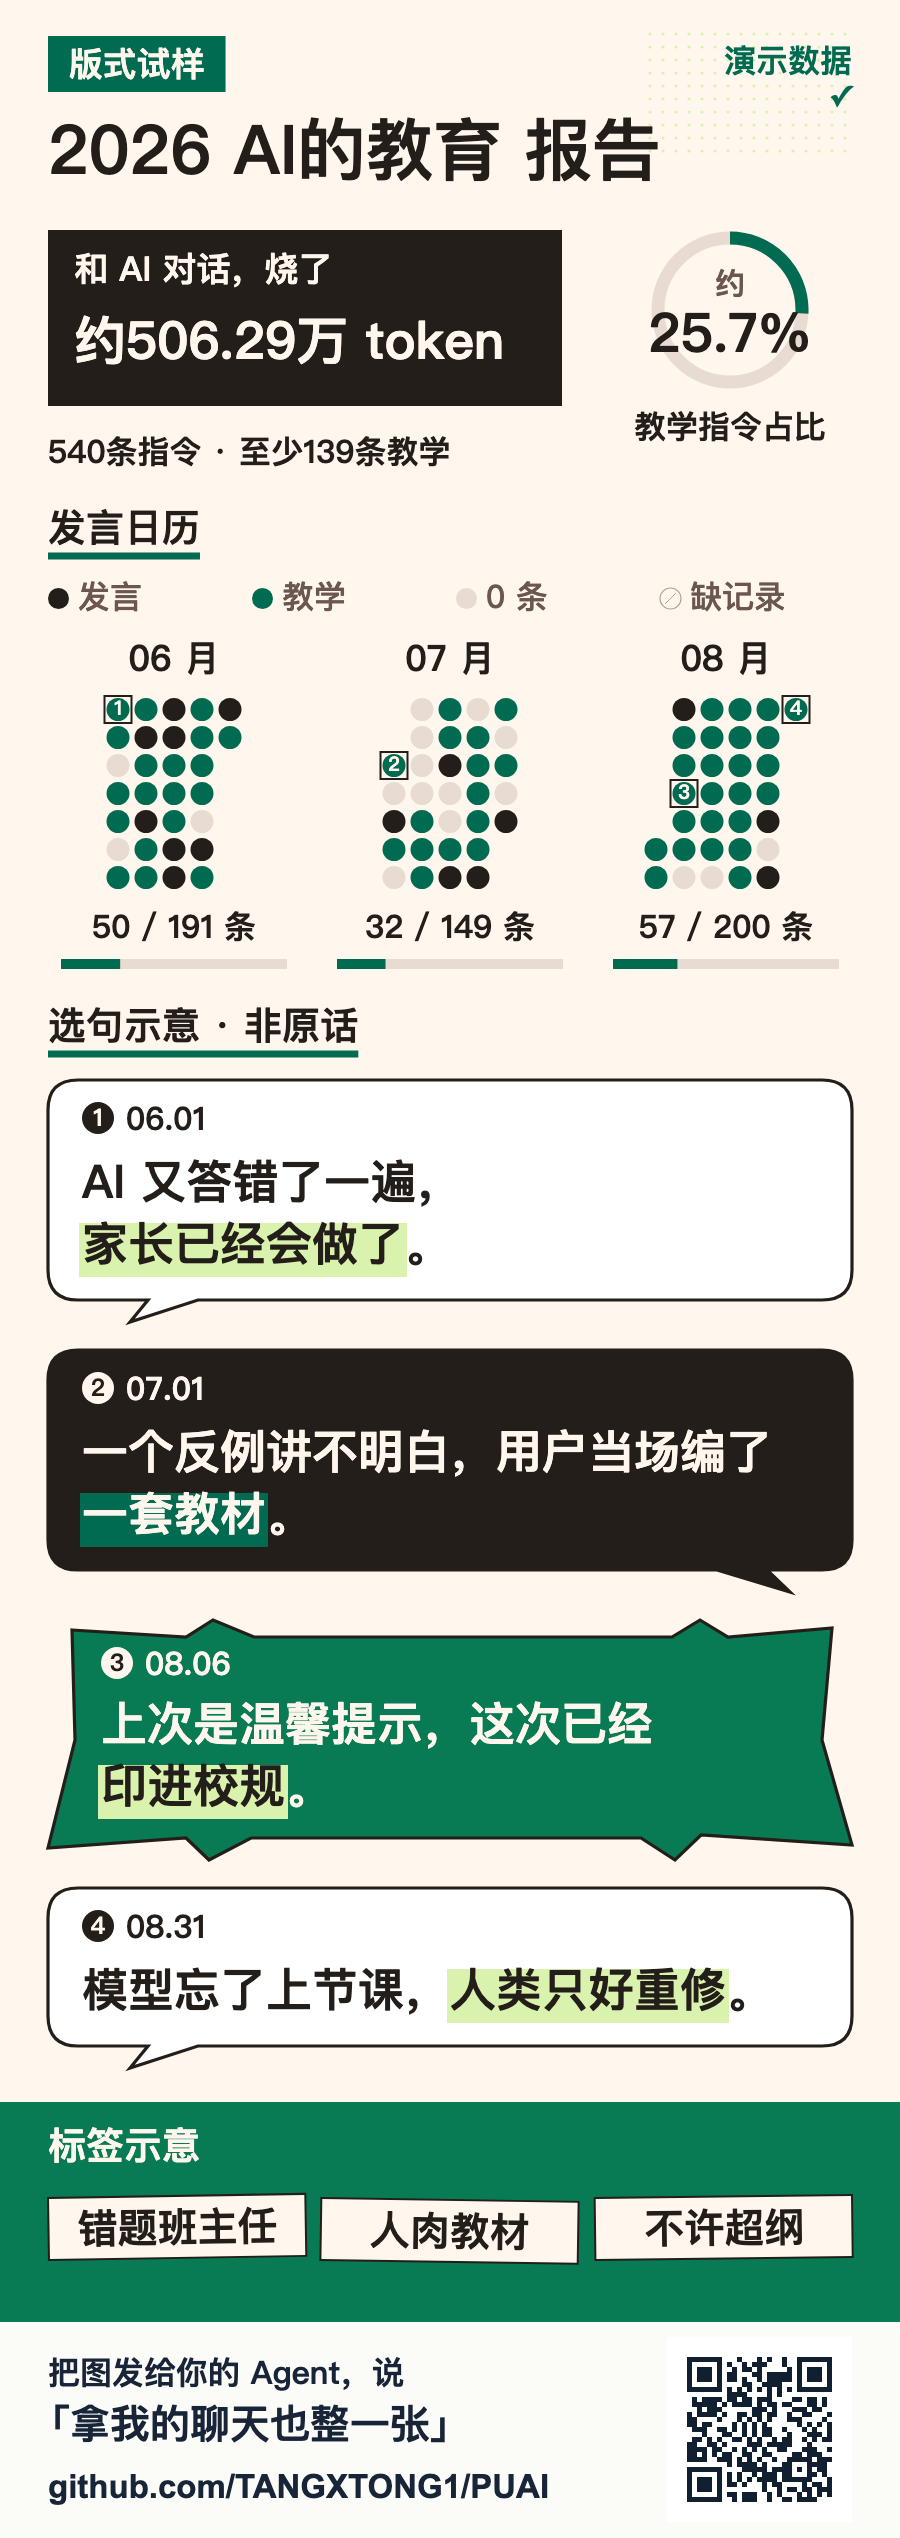 版式试样
演示数据
2026 AI的教育 报告
和 AI 对话，烧了
约506.29万 token
约
25.7%
教学指令占比
540条指令 · 至少139条教学
发言日历
发言
教学
0 条
缺记录
06 月
07 月
08 月
1
4
2
3
50 / 191 条
32 / 149 条
57 / 200 条
选句示意 · 非原话
1 06.01
AI 又答错了一遍，
家长已经会做了。
2 07.01
一个反例讲不明白，用户当场编了
一套教材。
3 08.06
上次是温馨提示，这次已经
印进校规。
4 08.31
模型忘了上节课，人类只好重修。
标签示意
错题班主任
人肉教材
不许超纲
把图发给你的 Agent，说
「拿我的聊天也整一张」
github.com/TANGXTONG1/PUAI